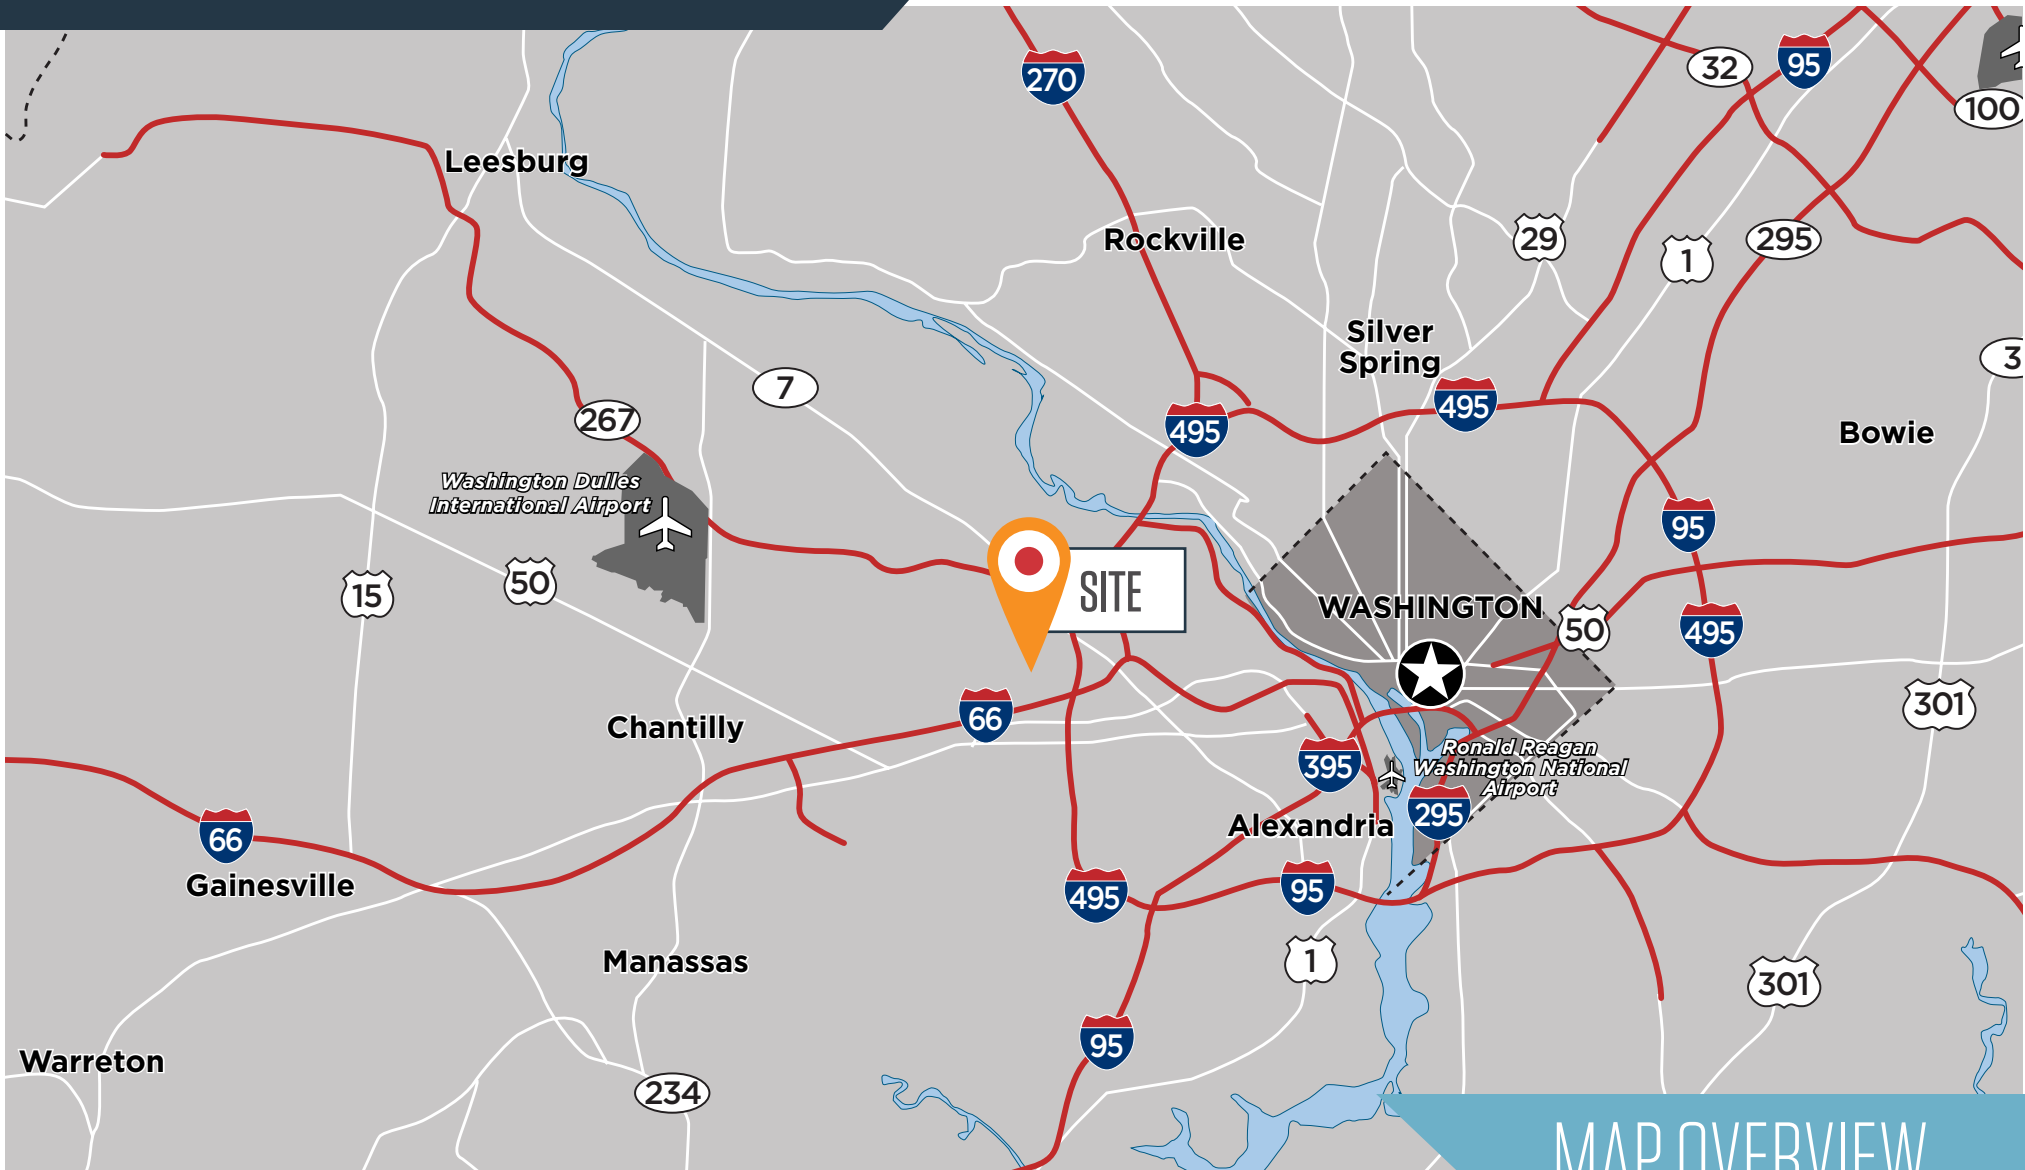 270
32
95
100
Leesburg
Rockville
29
1
295
Silver
Spring
3
7
267
495
495
Bowie
Washington Dulles
International Airport
95
15
50
SITE
WASHINGTON
50
495
66
301
Chantilly
395
Ronald Reagan
Washington National
Airport
66
Alexandria
295
Gainesville
495
95
Manassas
1
301
95
Warreton
234
MAP OVERVIEW